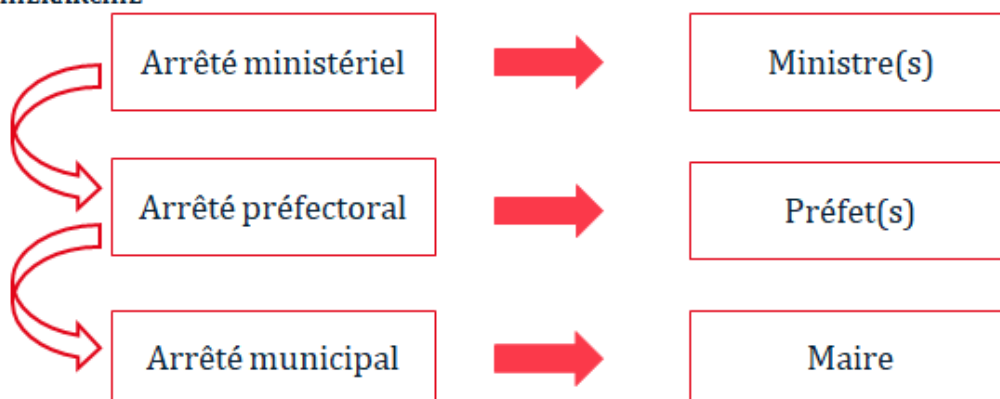 Arrêté ministériel
Ministre(s)
Arrêté préfectoral
Préfet(s)
Arrêté municipal
Maire